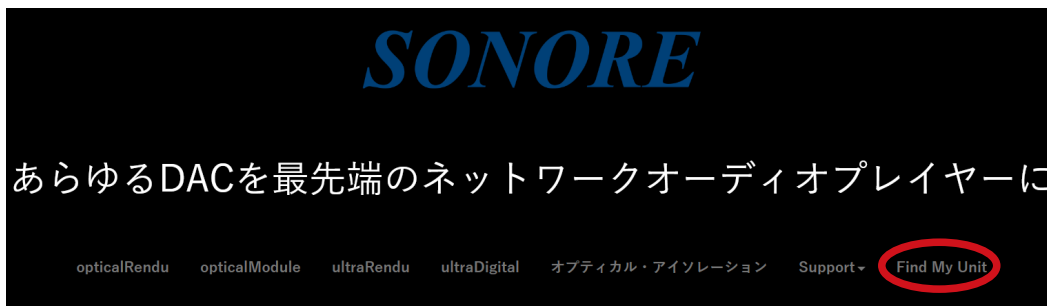 SONORE
あらゆるDACを最先端のネットワークオーディオプレイヤーに
opticalRendu opticalModule ultraRendu ultraDigital オプティカル・アイソレーション Support Find My Unit